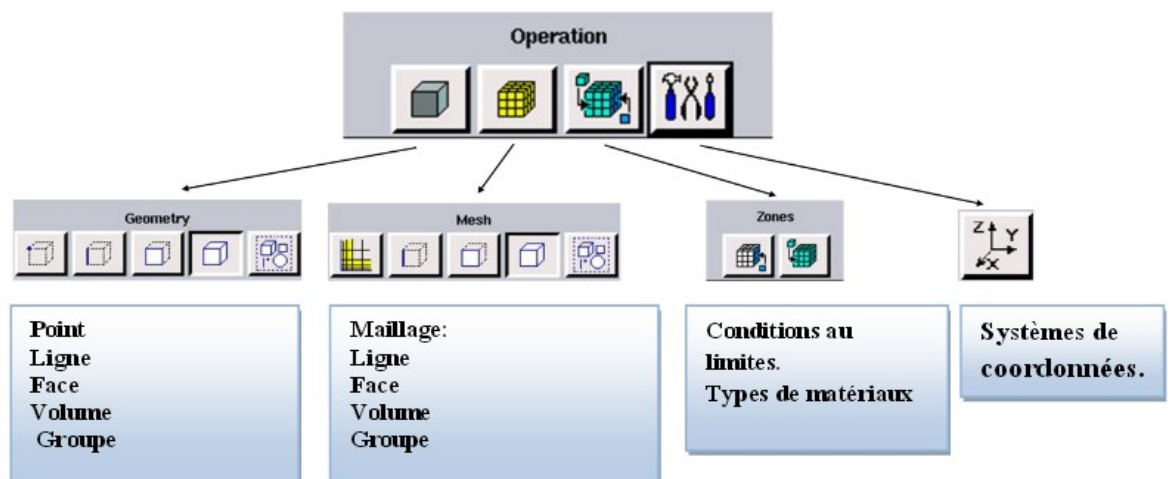 Operation
Geometry
Mesh
Zones
Z
Y
X
Point
Ligne
Face
Volume
Groupe
Maillage:
Ligne
Face
Volume
Groupe
Conditions au
limites.
Types de matériaux
Systèmes de
coordonnées.